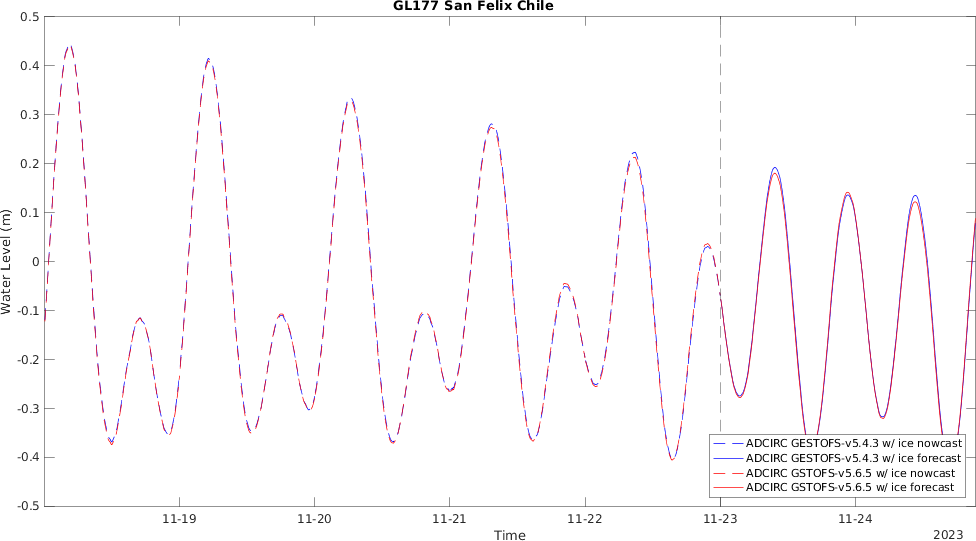 GL177 San Felix Chile
0.5
0.4
0.3
0.2
0.1
0
-0.1
-0.2
-0.3
-0.4
-0.5
Water Level (m)
ADCIRC GESTOFS-v5.4.3 w/ ice nowcast
ADCIRC GESTOFS-v5.4.3 w/ ice forecast
ADCIRC GSTOFS-v5.6.5 w/ ice nowcast
ADCIRC GSTOFS-v5.6.5 w/ ice forecast
11-19
11-20
11-21
11-22
11-23
11-24
Time
2023